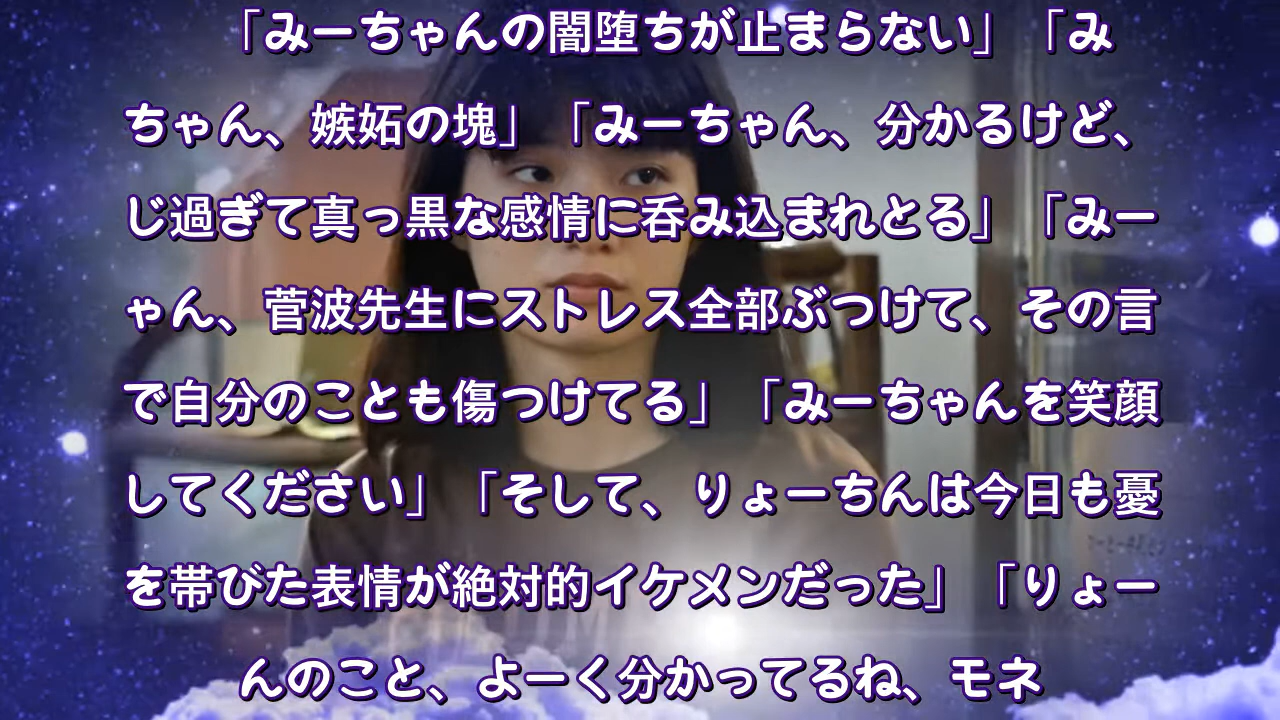 「みーちゃんの闇堕ちが止まらない」「み
ちゃん、嫉妬の塊」「みーちゃん、分かるけど、
じ過ぎて真っ黒な感情に呑み込まれとる」「みー
ゃん、菅波先生にストレス全部ぶつけて、その言
で自分のことも傷つけてる」「みーちゃんを笑顔
してください」「そして、りょーちんは今日も憂
を帯びた表情が絶対的イケメンだった」「りょー
んのこと、よーく分かってるね、モネ